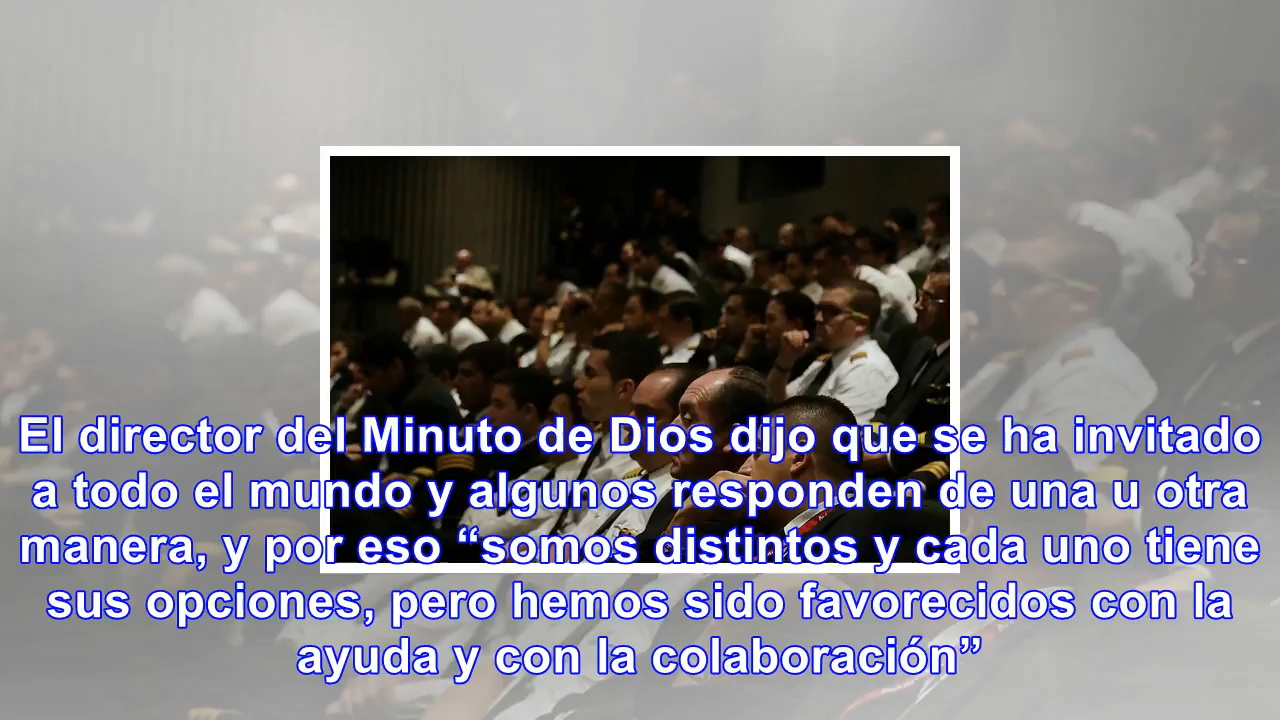 El director del Minuto de Dios dijo que se ha invitado
a todo el mundo y algunos responden de una u otra
manera, y por eso “somos distintos y cada uno tiene
sus opciones, pero hemos sido favorecidos con la
ayuda y con la colaboración”